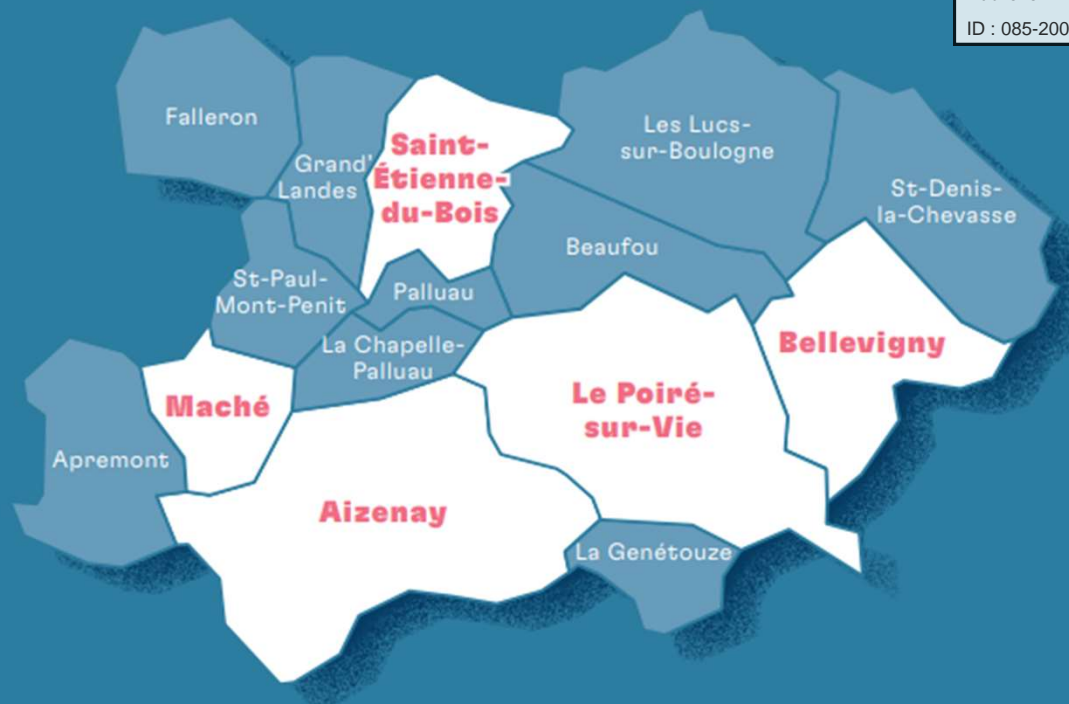 ID : 085-200
Falleron
Grand'
Landes
Saint-
Étienne-
du-Bois
Les Lucs-
sur-Boulogne
St-Denis-
la-Chevasse
Beaufou
St-Paul-
Mont-Penit
Palluau
La Chapelle-
Palluau
Bellevigny
Maché
Le Poiré-
sur-Vie
Apremont
Aizenay
La Genétouze